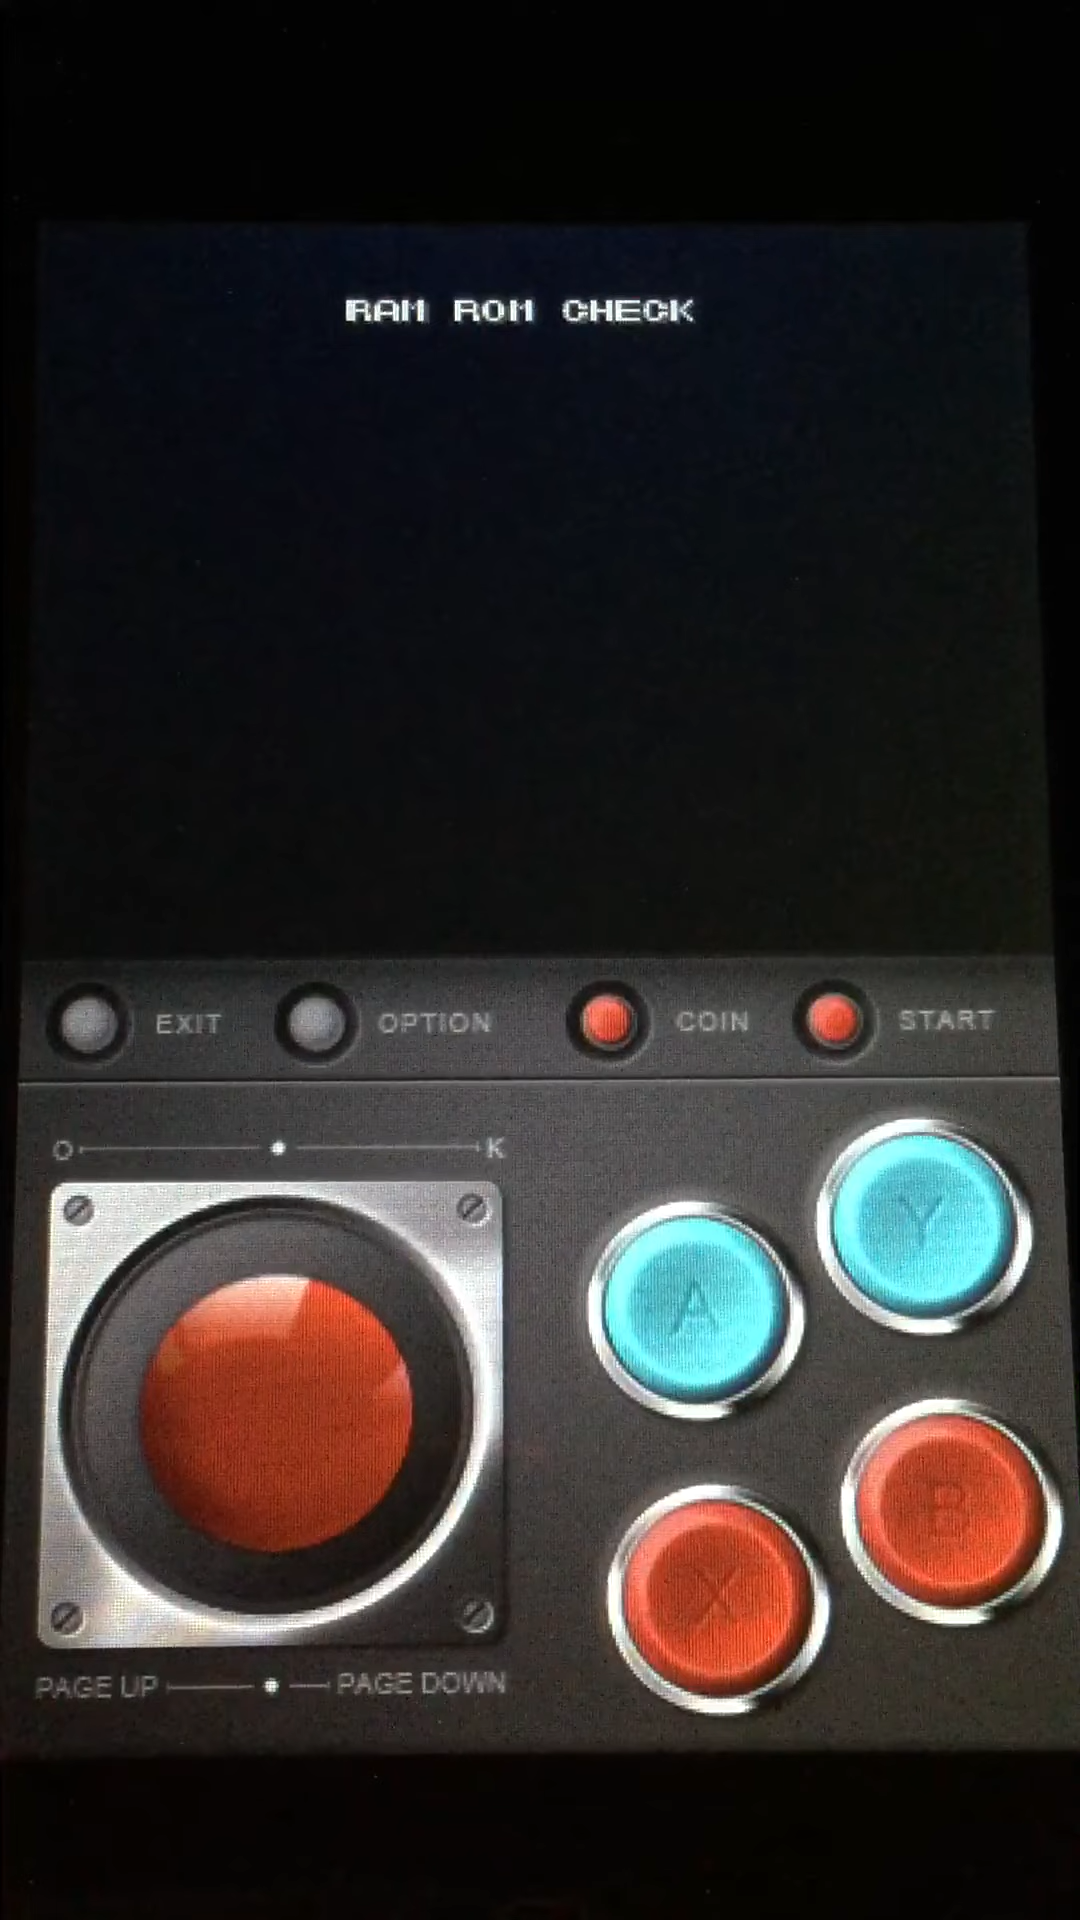 RAM ROM CHECK
EXIT OPTION COIN START
O K
Y
A
B
X
PAGE UP PAGE DOWN